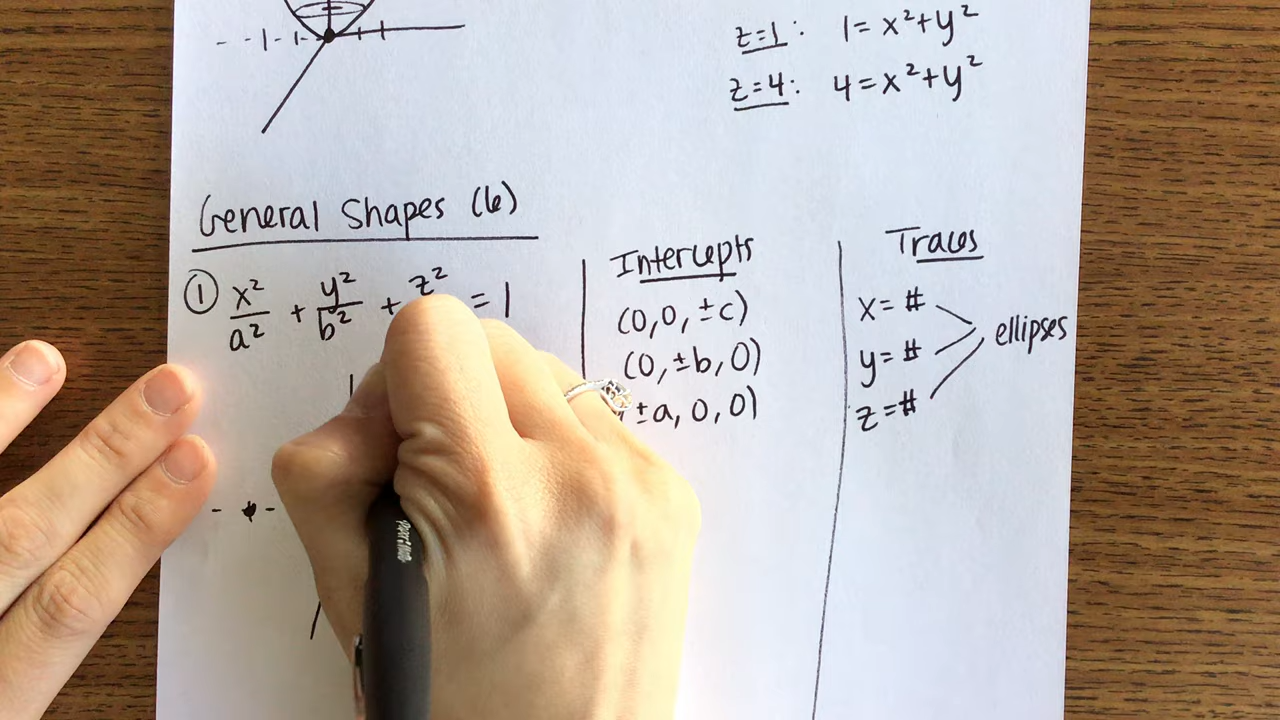 z=1: 1=x²+y²
z=4: 4=x²+y²
General Shapes (6)
① x²/a² + y²/b² + z² = 1
Intercepts
(0,0,±c)
(0,±b,0)
±a, 0, 0)
Traces
x=#
y=#
z=#
ellipses